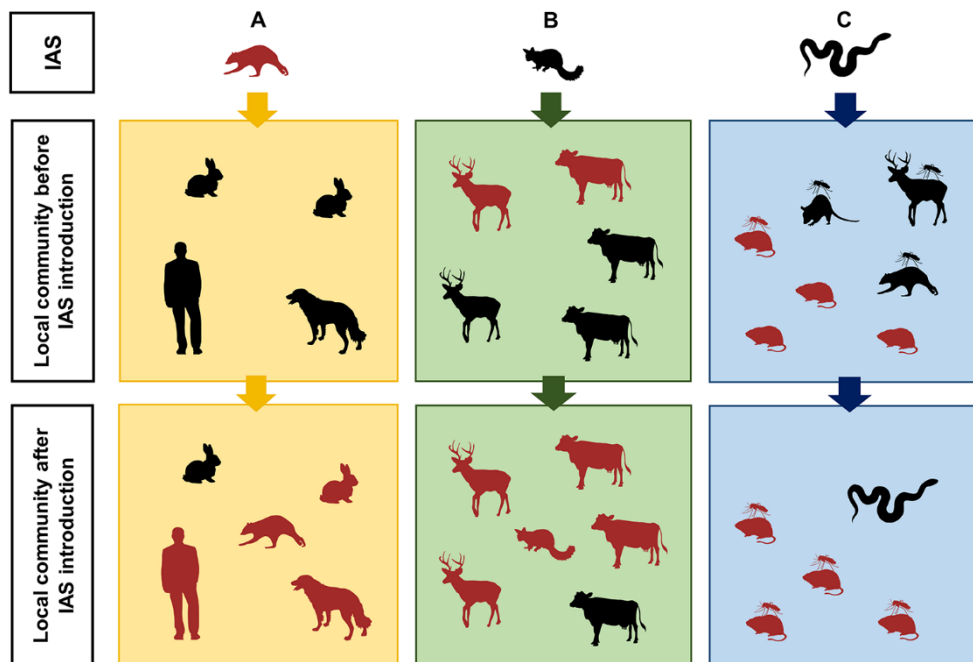 A
B
C
IAS
Local community before
IAS introduction
Local community after
IAS introduction